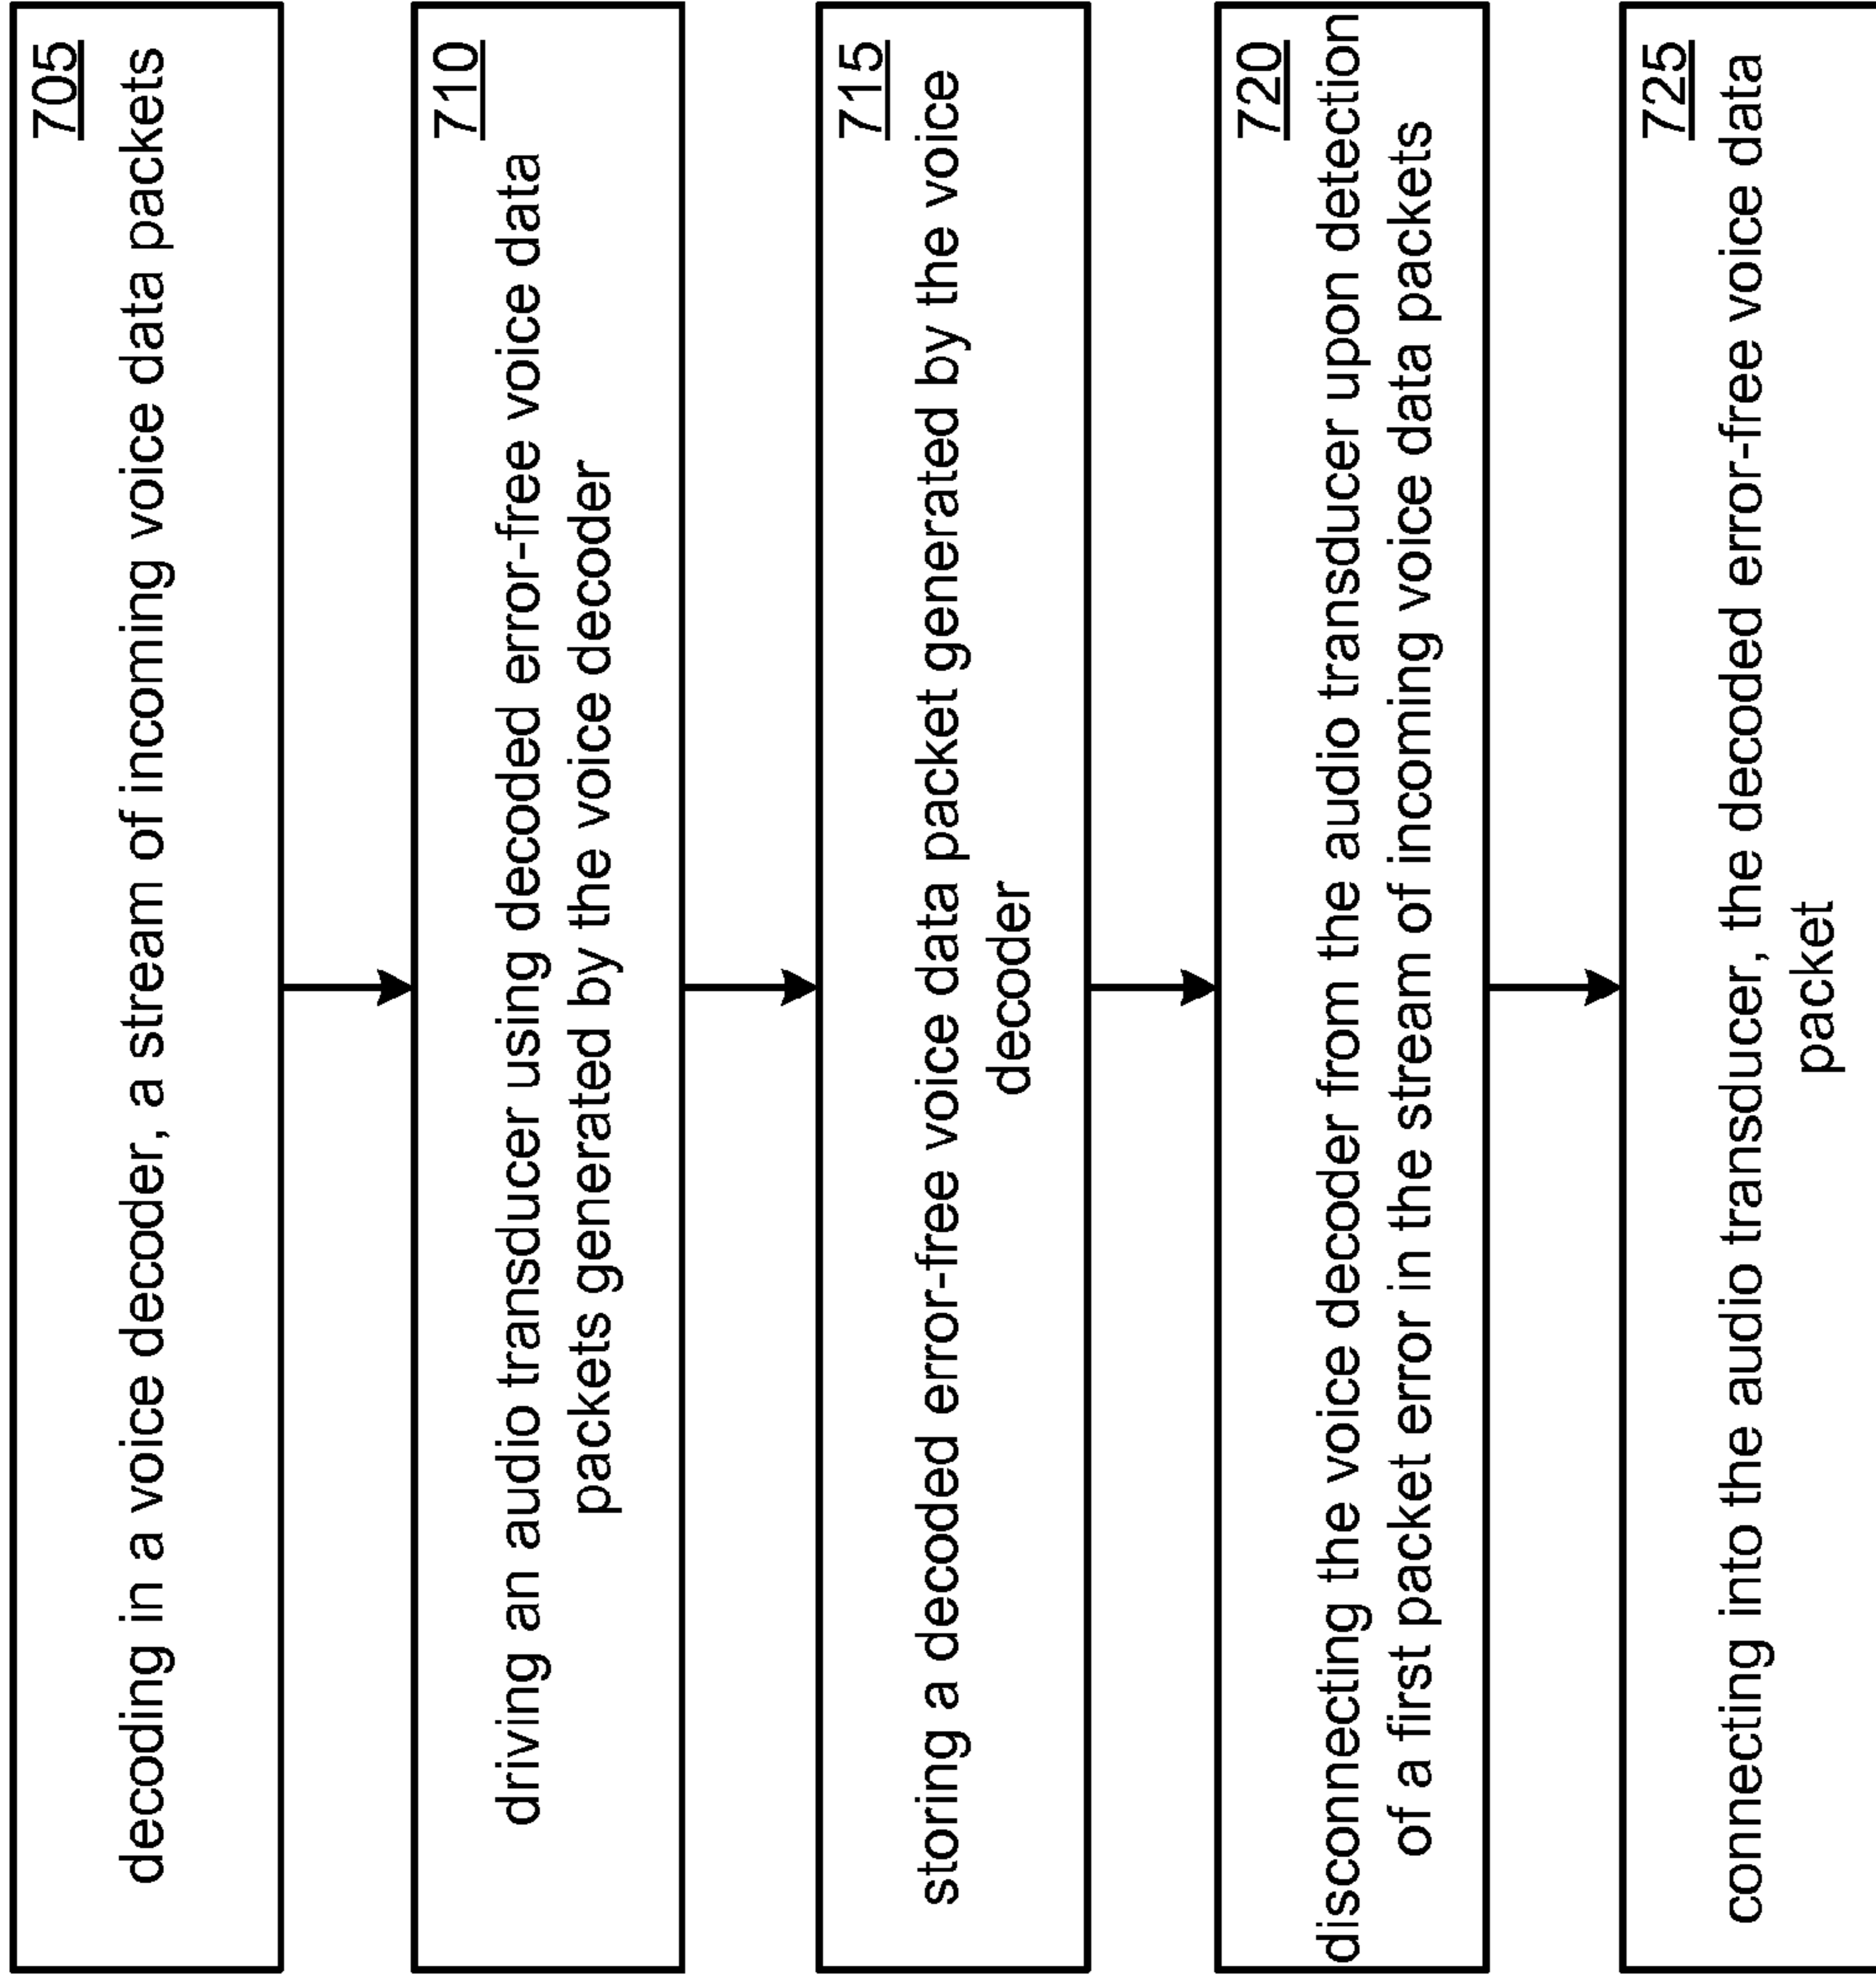 705
decoding in a voice decoder, a stream of incoming voice data packets
710
driving an audio transducer using decoded error-free voice data
packets generated by the voice decoder
715
storing a decoded error-free voice data packet generated by the voice
decoder
720
disconnecting the voice decoder from the audio transducer upon detection
of a first packet error in the stream of incoming voice data packets
725
connecting into the audio transducer, the decoded error-free voice data
packet